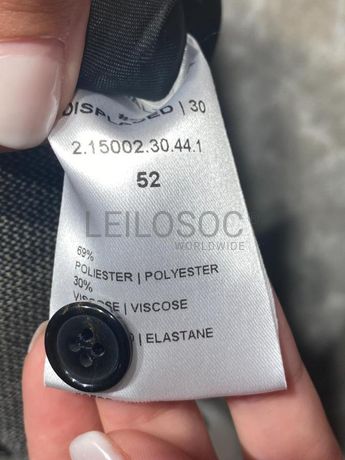 | 30
2.15002.30.44.1
52
LEILOSOC
WORLDWIDE
69%
POLIESTER | POLYESTER
30%
VISCOSE | VISCOSE
| ELASTANE